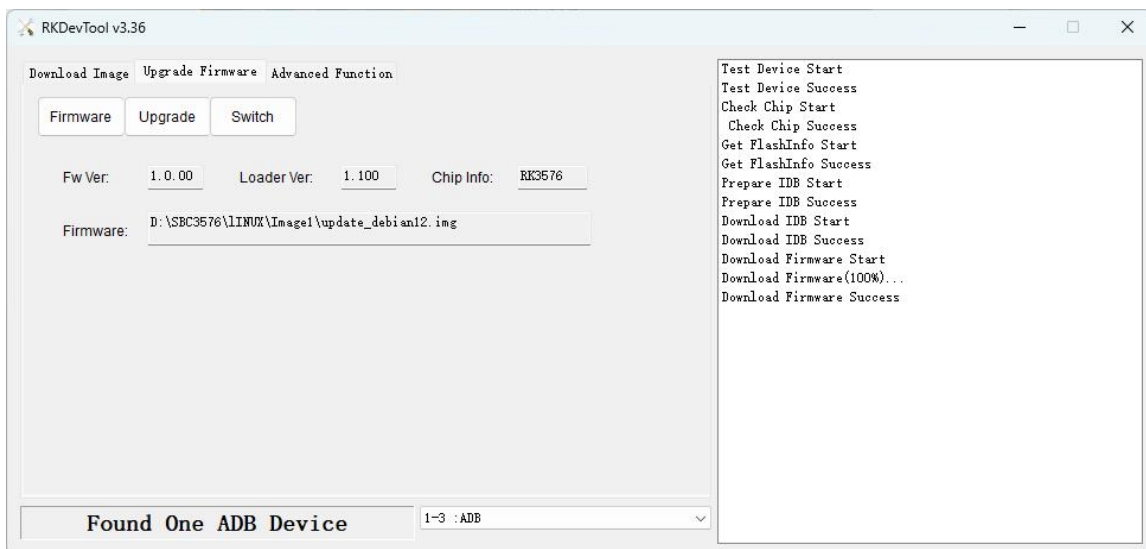 RKDevTool v3.36
Download Image Upgrade Firmware Advanced Function
Firmware Upgrade Switch
Fw Ver: 1.0.00 Loader Ver: 1.100 Chip Info: RK3576
Firmware: D:\SBC3576\lINUX\Image1\update_debian12.img
Found One ADB Device 1-3 :ADB
Test Device Start
Test Device Success
Check Chip Start
Check Chip Success
Get FlashInfo Start
Get FlashInfo Success
Prepare IDB Start
Prepare IDB Success
Download IDB Start
Download IDB Success
Download Firmware Start
Download Firmware(100%)...
Download Firmware Success